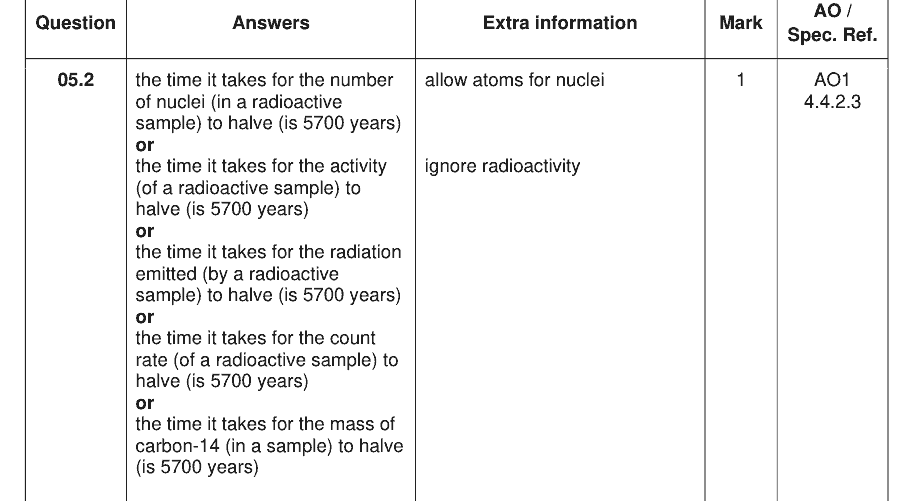 Question Answers Extra information Mark AO /
Spec. Ref.
05.2 the time it takes for the number allow atoms for nuclei 1 AO1
of nuclei (in a radioactive 4.4.2.3
sample) to halve (is 5700 years)
or
the time it takes for the activity ignore radioactivity
(of a radioactive sample) to
halve (is 5700 years)
or
the time it takes for the radiation
emitted (by a radioactive
sample) to halve (is 5700 years)
or
the time it takes for the count
rate (of a radioactive sample) to
halve (is 5700 years)
or
the time it takes for the mass of
carbon-14 (in a sample) to halve
(is 5700 years)